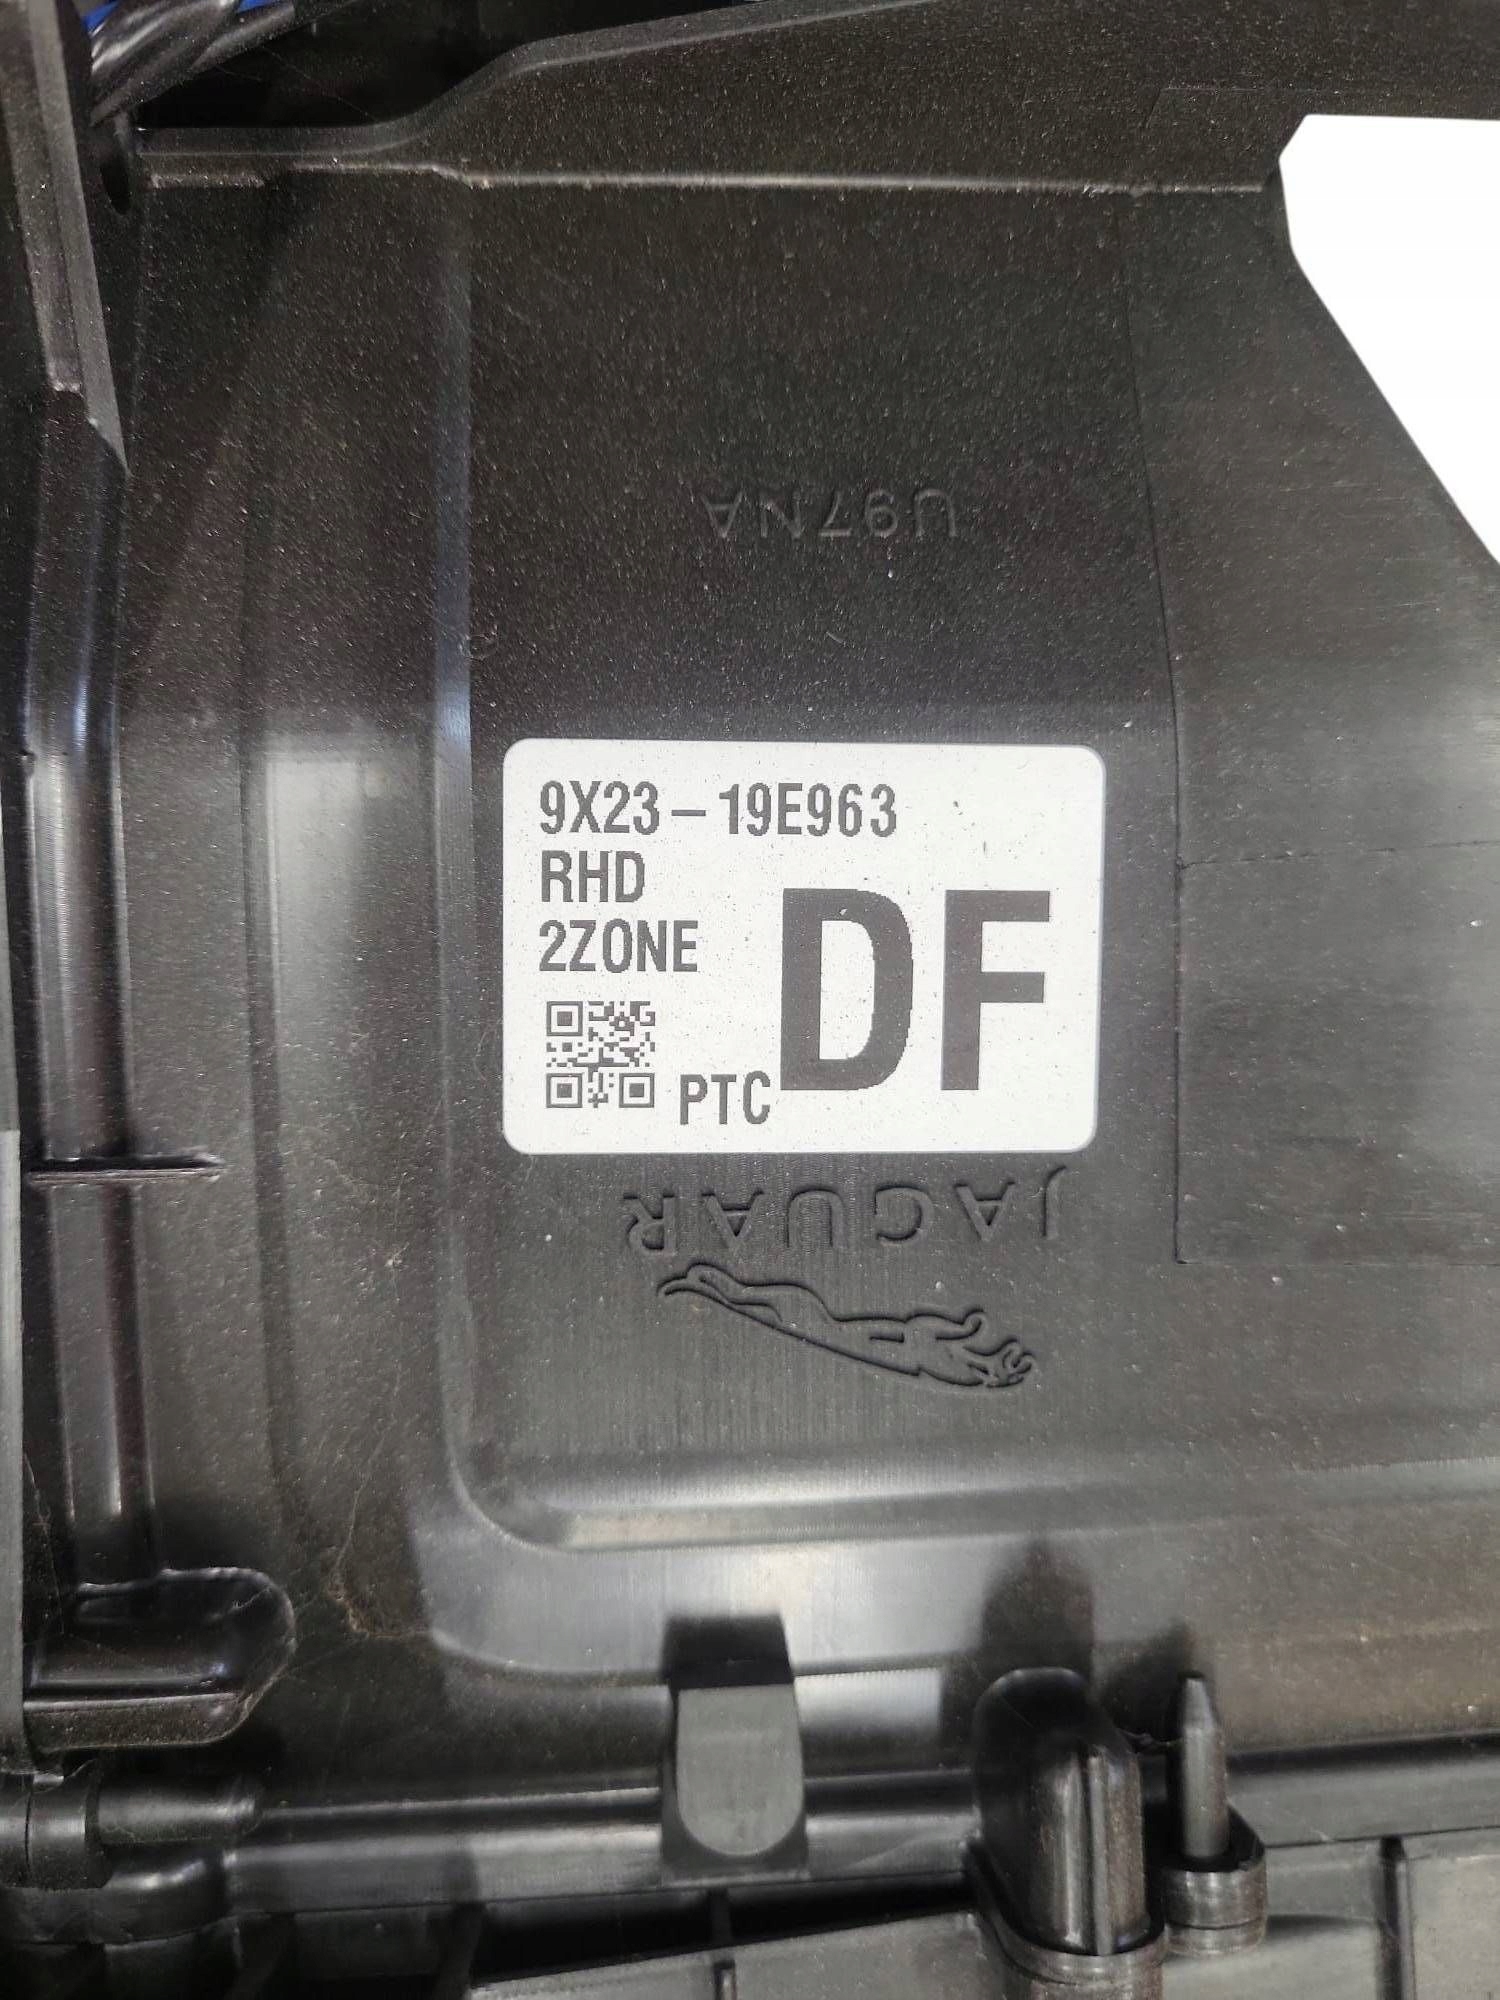 U97NA
9X23-19E963
RHD
2ZONE
DF
PTC
JAGUAR